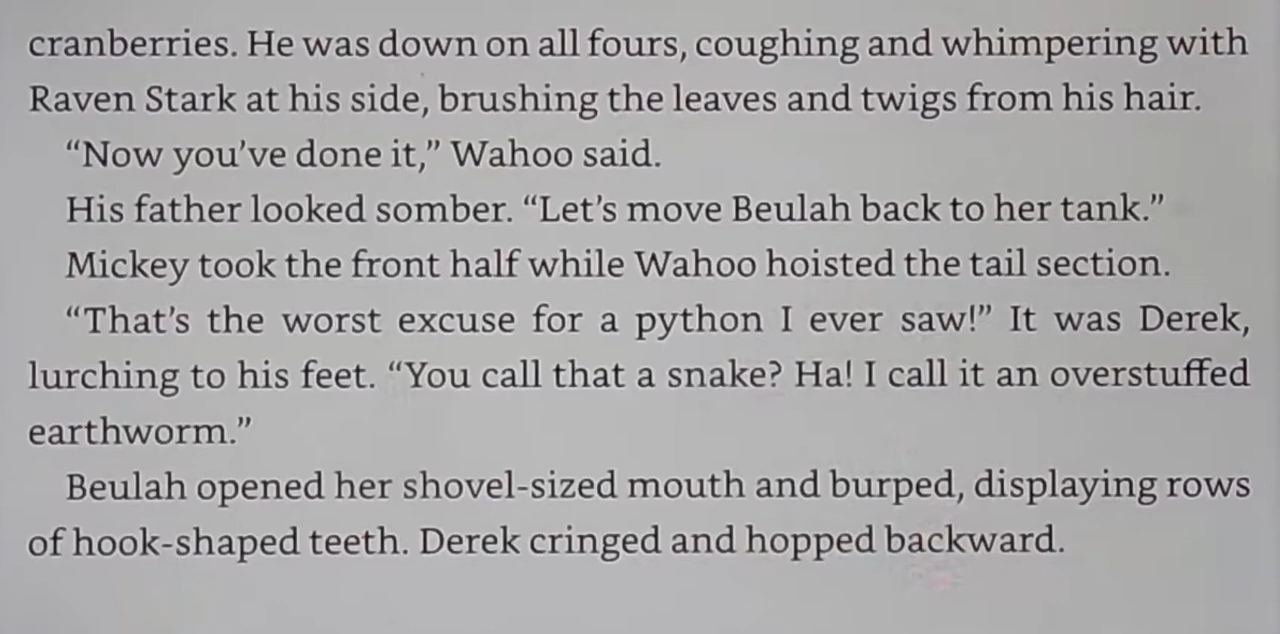 cranberries. He was down on all fours, coughing and whimpering with
Raven Stark at his side, brushing the leaves and twigs from his hair.
“Now you’ve done it,” Wahoo said.
His father looked somber. “Let’s move Beulah back to her tank.”
Mickey took the front half while Wahoo hoisted the tail section.
“That’s the worst excuse for a python I ever saw!” It was Derek,
lurching to his feet. “You call that a snake? Ha! I call it an overstuffed
earthworm.”
Beulah opened her shovel-sized mouth and burped, displaying rows
of hook-shaped teeth. Derek cringed and hopped backward.